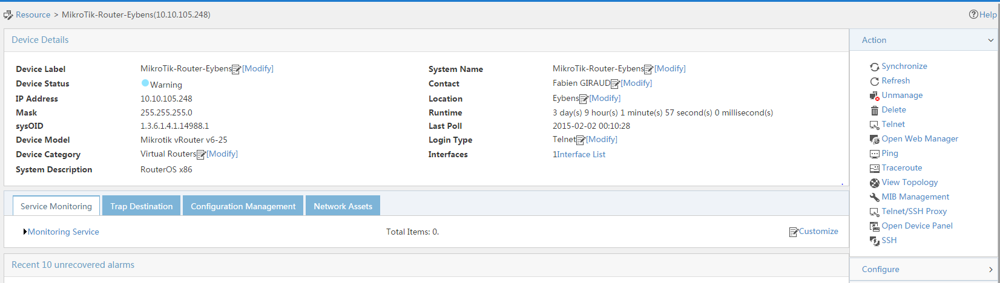 Resource > MikroTik-Router-Eybens(10.10.105.248)
Help
Device Details
Device Label MikroTik-Router-Eybens[Modify]
System Name MikroTik-Router-Eybens[Modify]
Device Status Warning
Contact Fabien GIRAUD[Modify]
IP Address 10.10.105.248
Location Eybens[Modify]
Mask 255.255.255.0
Runtime 3 day(s) 9 hour(s) 1 minute(s) 57 second(s) 0 millisecond(s)
sysOID 1.3.6.1.4.1.14988.1
Last Poll 2015-02-02 00:10:28
Device Model Mikrotik vRouter v6-25
Login Type Telnet[Modify]
Device Category Virtual Routers[Modify]
Interfaces 1Interface List
System Description RouterOS x86
Service Monitoring
Trap Destination
Configuration Management
Network Assets
Monitoring Service
Total Items: 0.
Customize
Recent 10 unrecovered alarms
Action
Synchronize
Refresh
Unmanage
Delete
Telnet
Open Web Manager
Ping
Traceroute
View Topology
MIB Management
Telnet/SSH Proxy
Open Device Panel
SSH
Configure